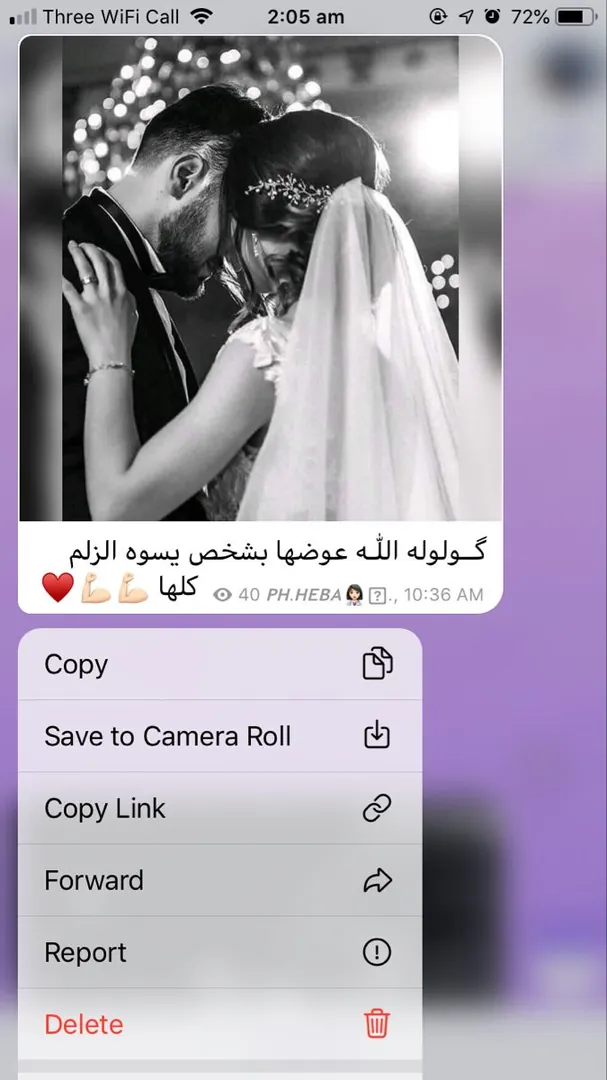 Three WiFi Call 2:05 am 72%
گـولوله اللّٰه عوضها بشخص يسوه الزلم
كلها 💪🏻💪🏻♥️ 40 PH.HEBA👩🏻‍⚕️?., 10:36 AM
Copy
Save to Camera Roll
Copy Link
Forward
Report
Delete